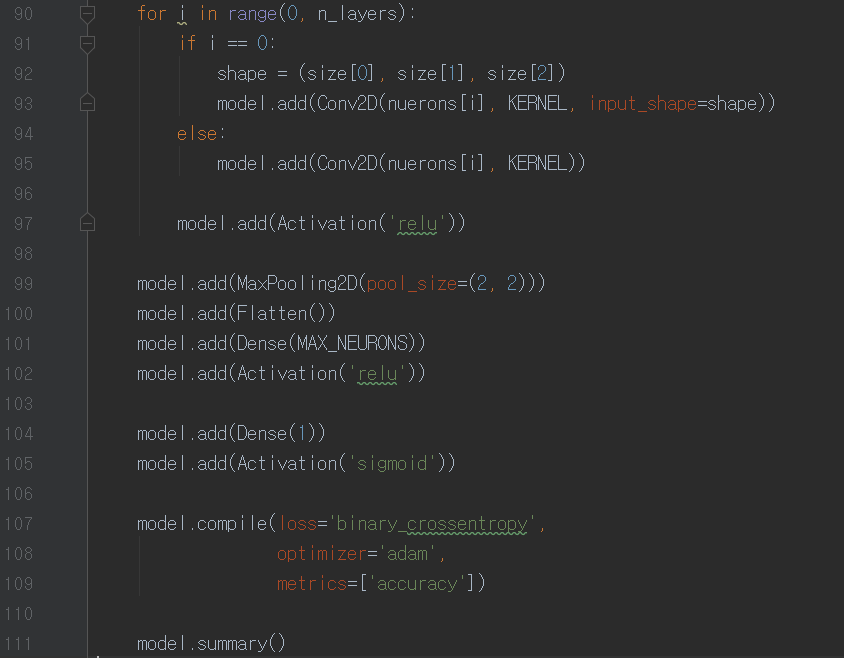 90 for i in range(0, n_layers):
91 if i == 0:
92 shape = (size[0], size[1], size[2])
93 model.add(Conv2D(nuerons[i], KERNEL, input_shape=shape))
94 else:
95 model.add(Conv2D(nuerons[i], KERNEL))
96
97 model.add(Activation('relu'))
98
99 model.add(MaxPooling2D(pool_size=(2, 2)))
100 model.add(Flatten())
101 model.add(Dense(MAX_NEURONS))
102 model.add(Activation('relu'))
103
104 model.add(Dense(1))
105 model.add(Activation('sigmoid'))
106
107 model.compile(loss='binary_crossentropy',
108 optimizer='adam',
109 metrics=['accuracy'])
110
111 model.summary()